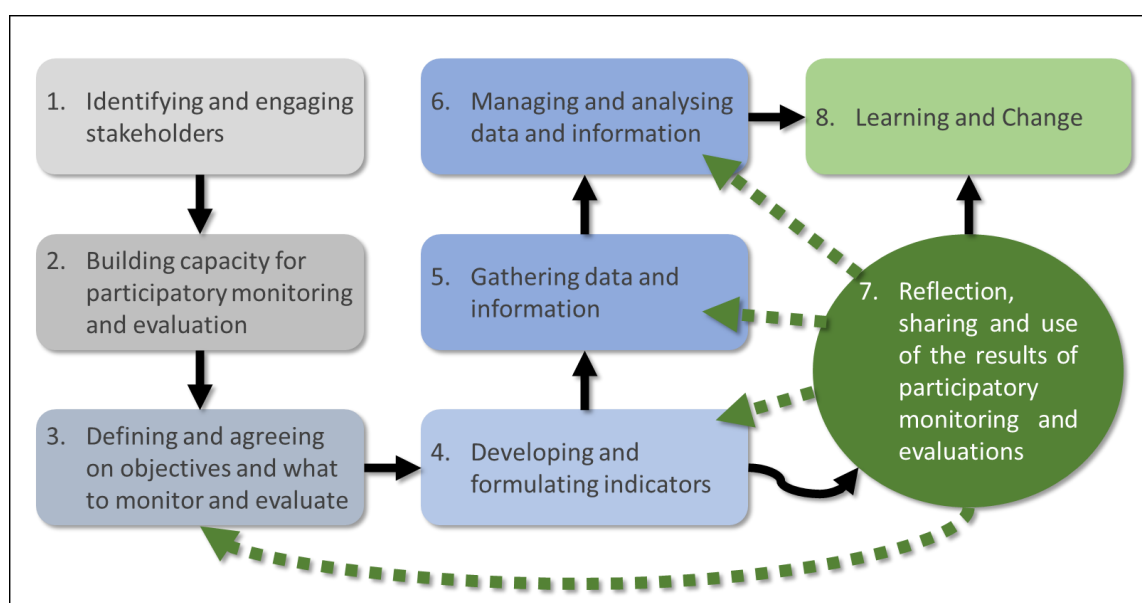 1. Identifying and engaging
stakeholders
2. Building capacity for
participatory monitoring
and evaluation
3. Defining and agreeing
on objectives and what
to monitor and evaluate
4. Developing and
formulating indicators
5. Gathering data and
information
6. Managing and analysing
data and information
7. Reflection,
sharing and use
of the results of
participatory
monitoring and
evaluations
8. Learning and Change